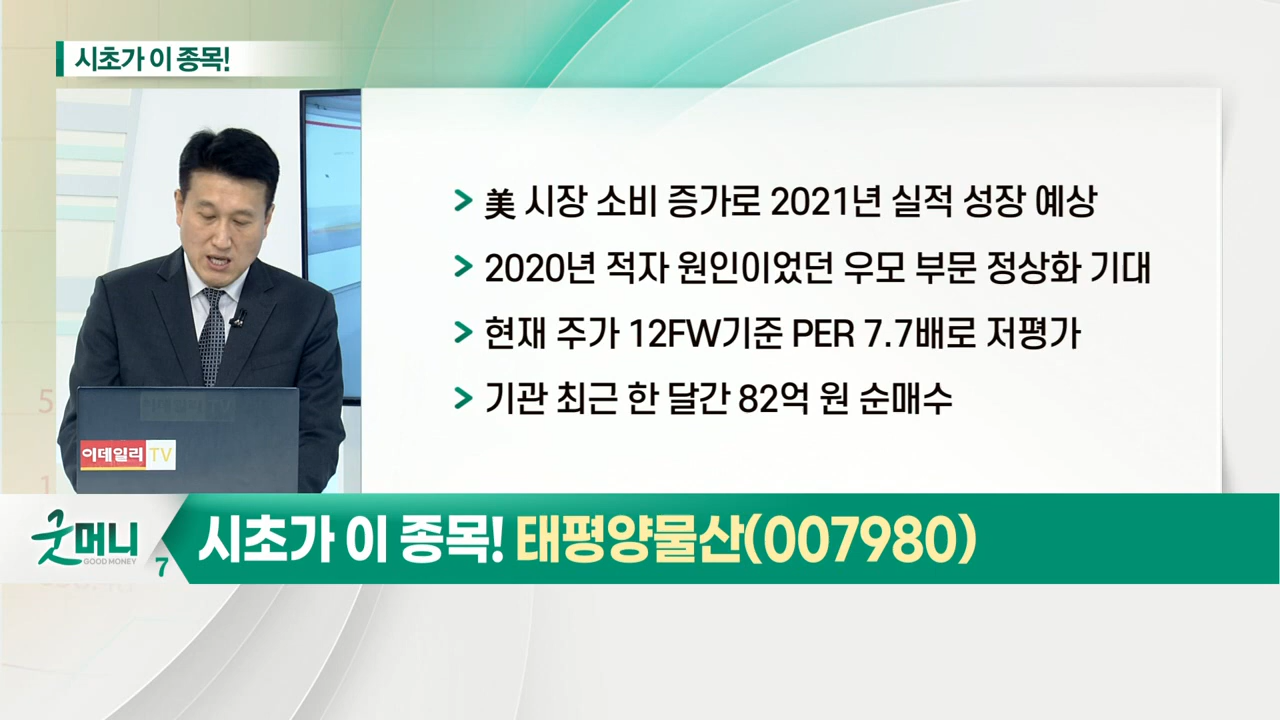 시초가 이 종목!
> 美 시장 소비 증가로 2021년 실적 성장 예상
> 2020년 적자 원인이었던 우모 부문 정상화 기대
> 현재 주가 12FW기준 PER 7.7배로 저평가
> 기관 최근 한 달간 82억 원 순매수
이데일리 TV
굿머니
GOOD MONEY
7
시초가 이 종목! 태평양물산(007980)